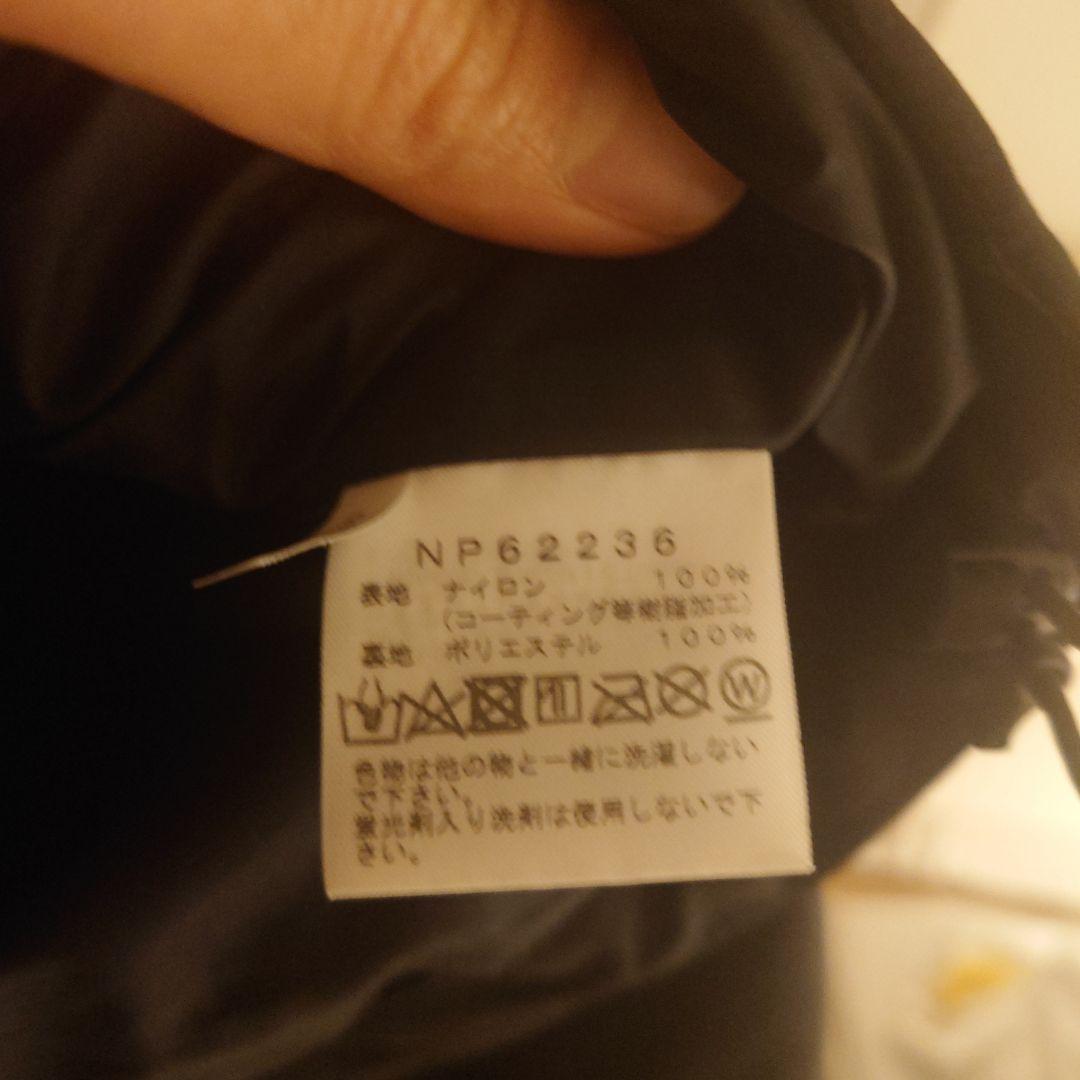 NP62236
表地 ナイロン 100%
(コーティング等樹脂加工)
裏地 ポリエステル 100%
W
色物は他の物と一緒に洗濯しない
で下さい。
蛍光剤入り洗剤は使用しないで下
さい。